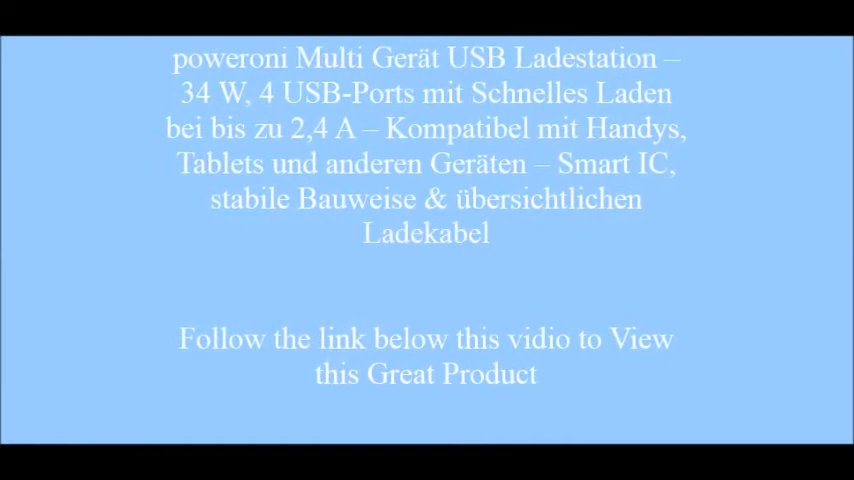 poweroni Multi Gerät USB Ladestation –
34 W, 4 USB-Ports mit Schnelles Laden
bei bis zu 2,4 A – Kompatibel mit Handys,
Tablets und anderen Geräten – Smart IC,
stabile Bauweise & übersichtlichen
Ladekabel
Follow the link below this vidio to View
this Great Product